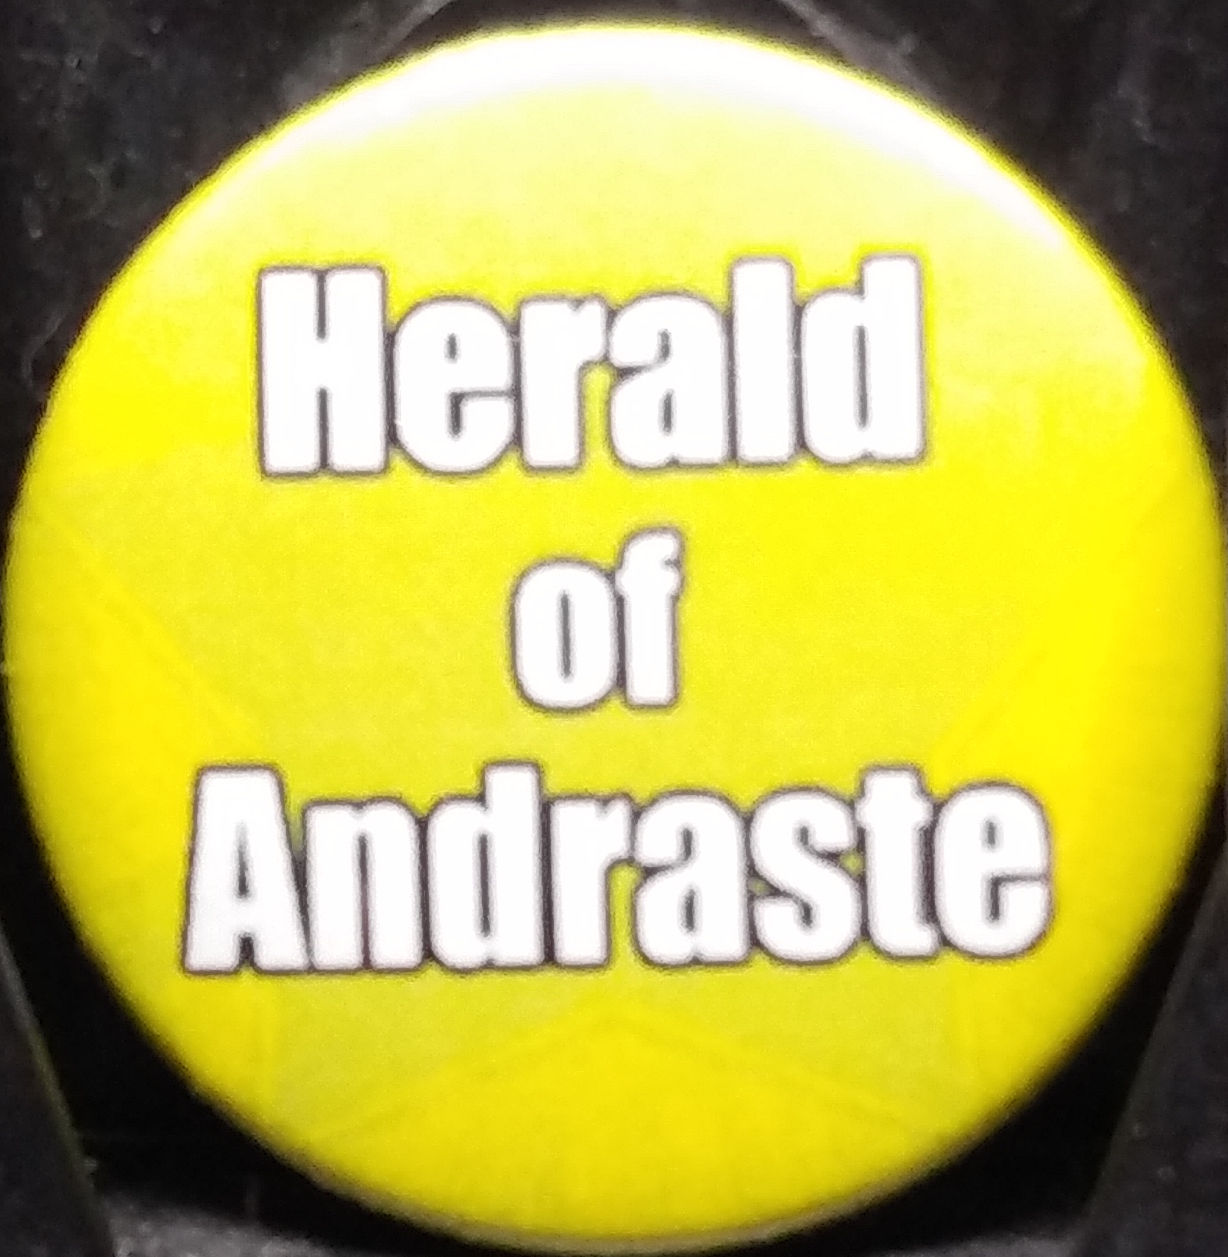 Herald
of
Andraste